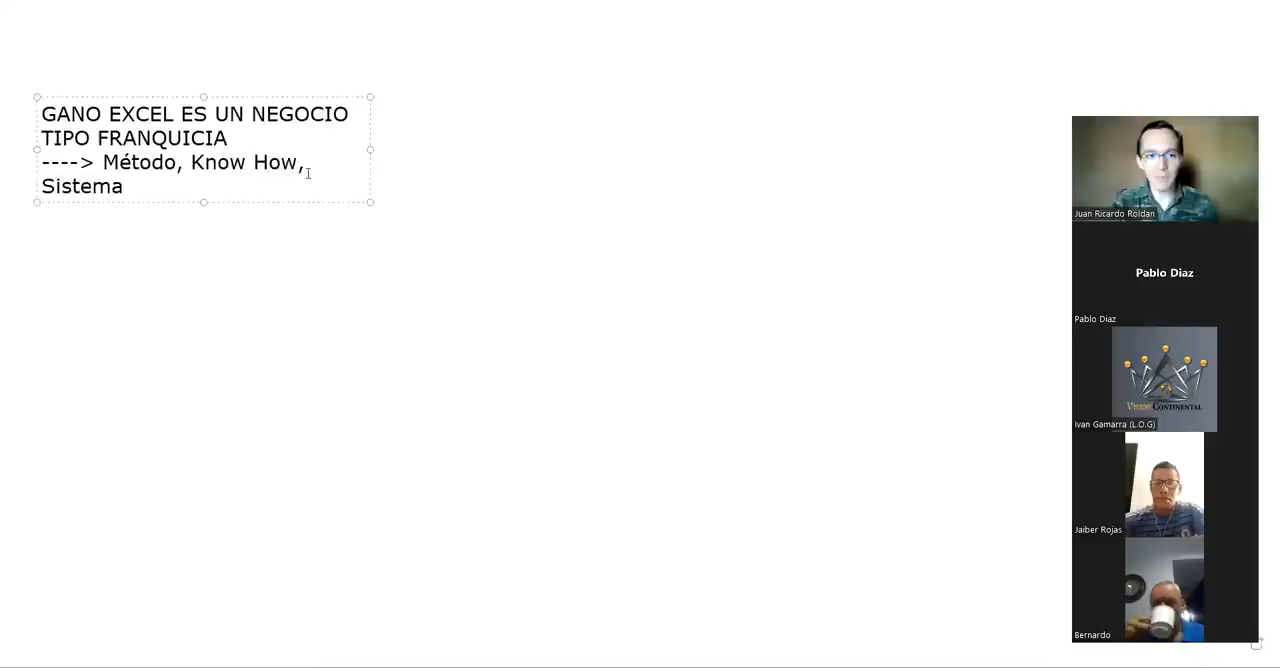 GANO EXCEL ES UN NEGOCIO
TIPO FRANQUICIA
----> Método, Know How,
Sistema
Juan Ricardo Roldan
Pablo Diaz
Pablo Diaz
VISION CONTINENTAL
Ivan Gamarra (L.O.G)
Jaiber Rojas
Bernardo